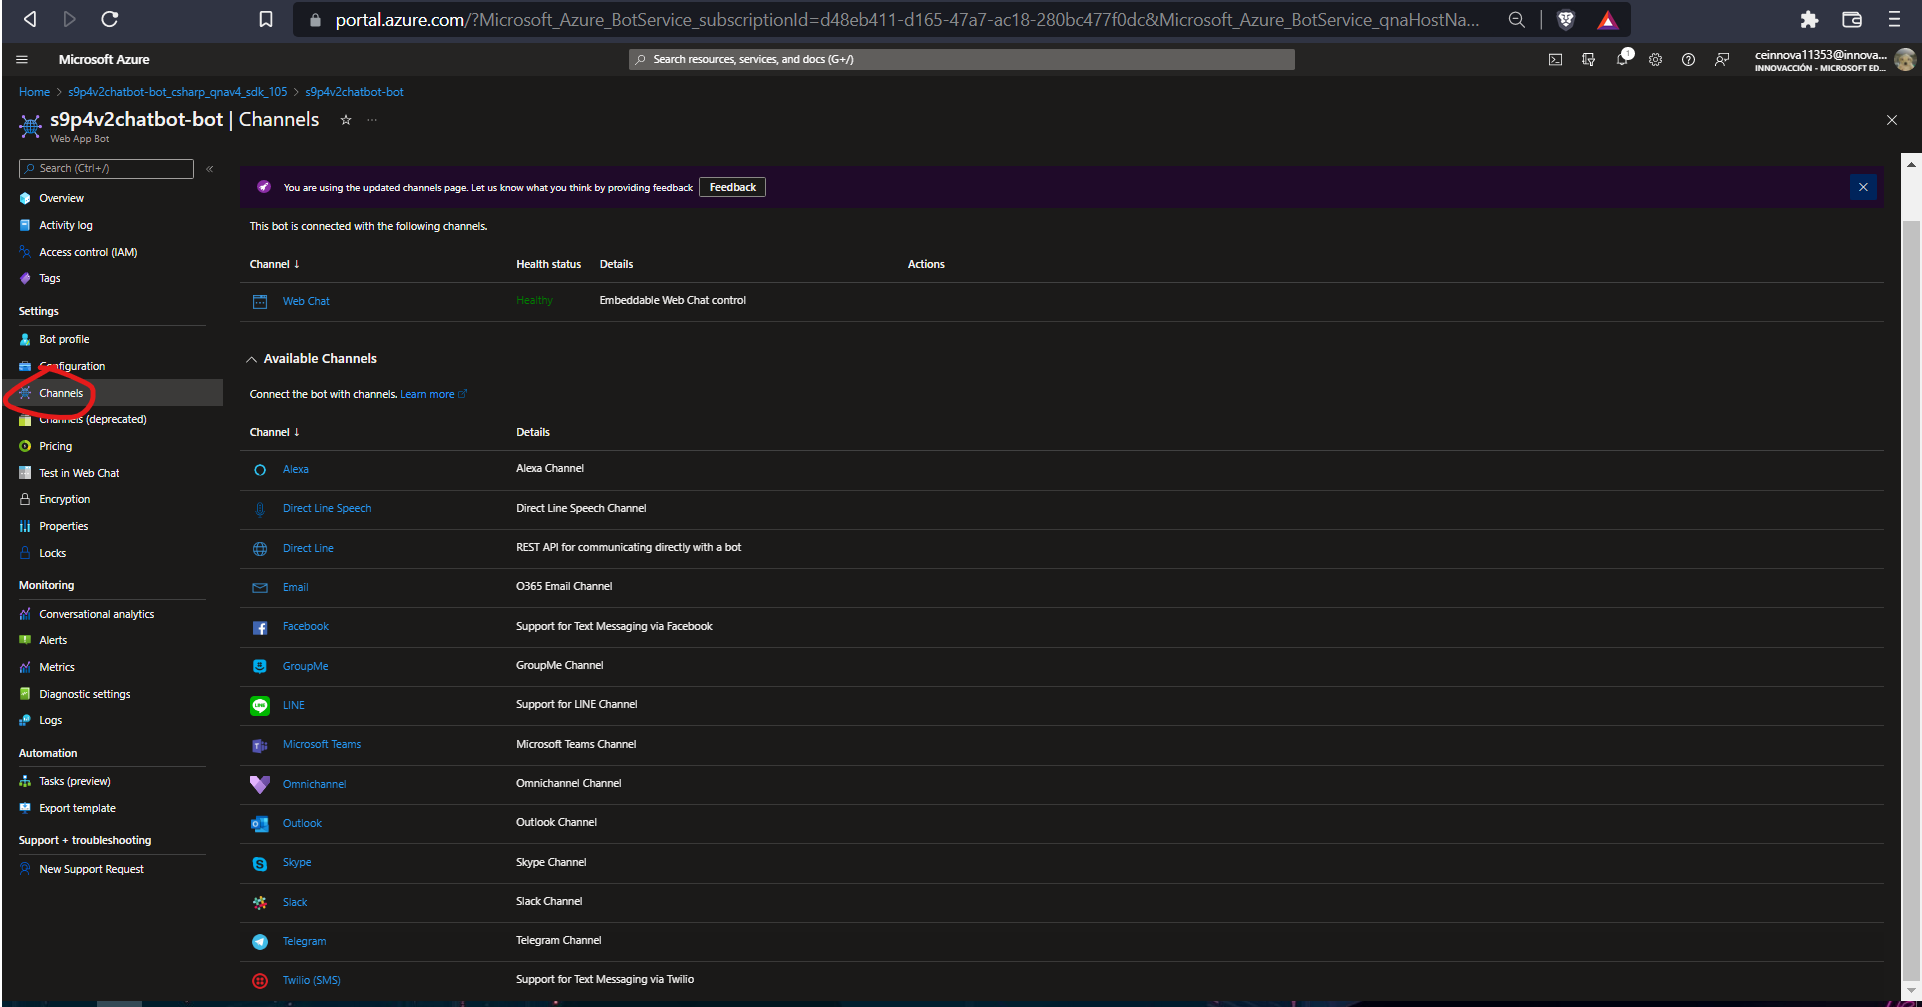 portal.azure.com/?Microsoft_Azure_BotService_subscriptionId=d48eb411-d165-47a7-ac18-280bc477f0dc&Microsoft_Azure_BotService_qnaHostNa...
Microsoft Azure
Search resources, services, and docs (G+/)
1
ceinnova11353@innova...
INNOVACCIÓN - MICROSOFT ED...
Home > s9p4v2chatbot-bot_csharp_qnav4_sdk_105 > s9p4v2chatbot-bot
s9p4v2chatbot-bot | Channels
Web App Bot
Search (Ctrl+/)
Overview
Activity log
Access control (IAM)
Tags
Settings
Bot profile
Configuration
Channels
Channels (deprecated)
Pricing
Test in Web Chat
Encryption
Properties
Locks
Monitoring
Conversational analytics
Alerts
Metrics
Diagnostic settings
Logs
Automation
Tasks (preview)
Export template
Support + troubleshooting
New Support Request
You are using the updated channels page. Let us know what you think by providing feedback Feedback
This bot is connected with the following channels.
Channel ↓ Health status Details Actions
Web Chat Healthy Embeddable Web Chat control
Available Channels
Connect the bot with channels. Learn more
Channel ↓ Details
Alexa Alexa Channel
Direct Line Speech Direct Line Speech Channel
Direct Line REST API for communicating directly with a bot
Email O365 Email Channel
Facebook Support for Text Messaging via Facebook
GroupMe GroupMe Channel
LINE Support for LINE Channel
Microsoft Teams Microsoft Teams Channel
Omnichannel Omnichannel Channel
Outlook Outlook Channel
Skype Skype Channel
Slack Slack Channel
Telegram Telegram Channel
Twilio (SMS) Support for Text Messaging via Twilio